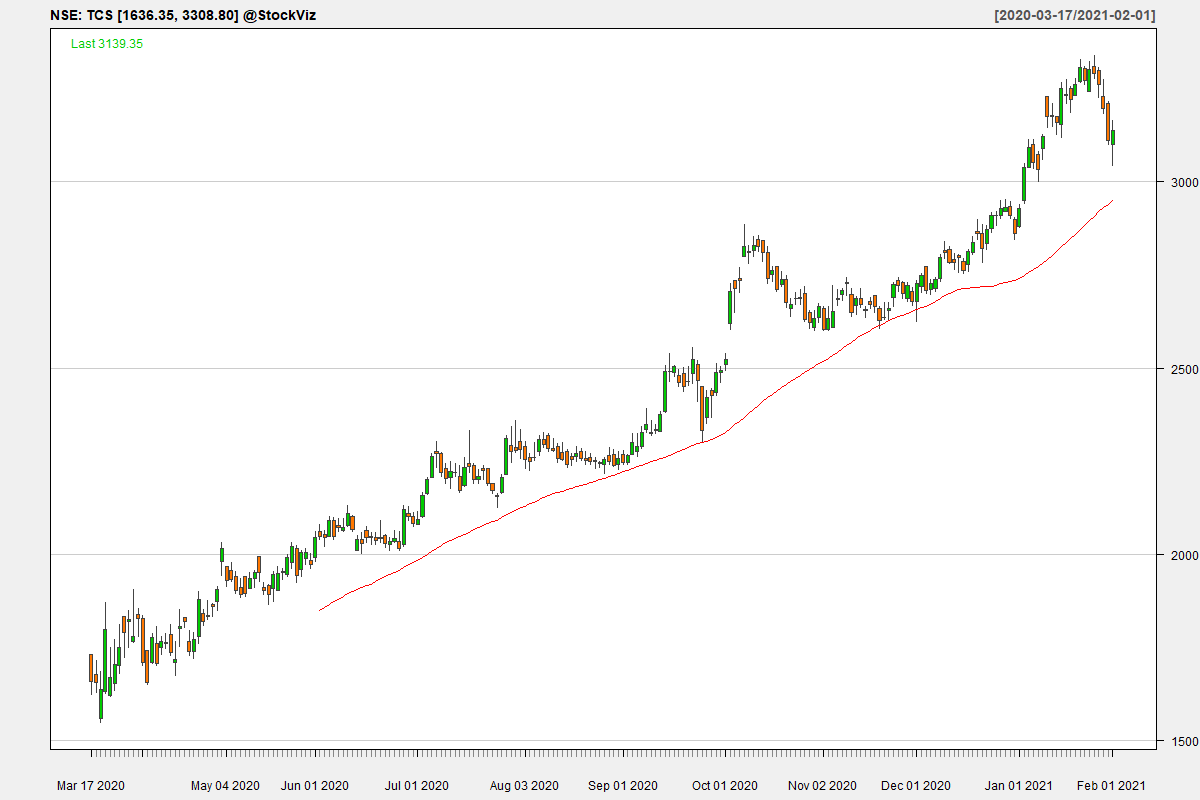 NSE: TCS [1636.35, 3308.80] @StockViz [2020-03-17/2021-02-01]
Last 3139.35
3000
2500
2000
1500
Mar 17 2020 May 04 2020 Jun 01 2020 Jul 01 2020 Aug 03 2020 Sep 01 2020 Oct 01 2020 Nov 02 2020 Dec 01 2020 Jan 01 2021 Feb 01 2021